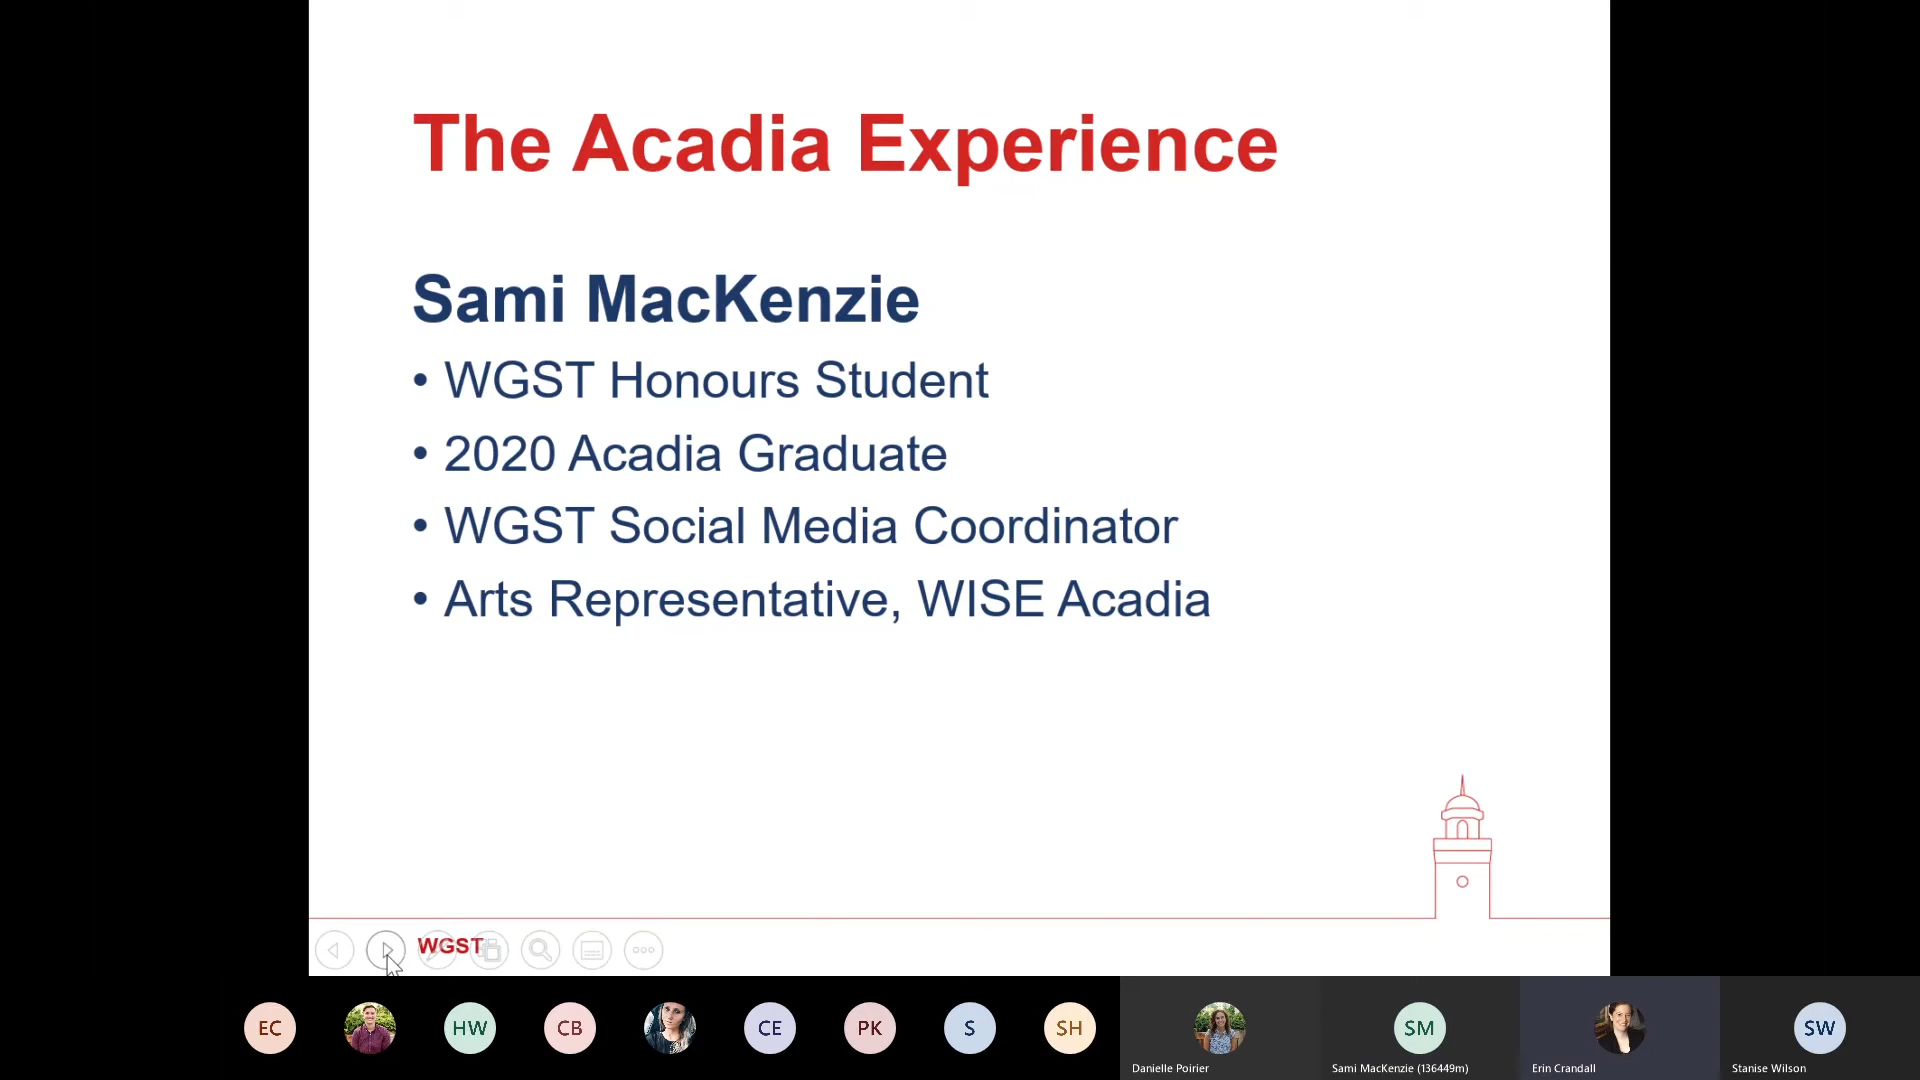 The Acadia Experience
Sami MacKenzie
• WGST Honours Student
• 2020 Acadia Graduate
• WGST Social Media Coordinator
• Arts Representative, WISE Acadia
WGST
EC
HW
CB
CE
PK
S
SH
SM
SW
Danielle Poirier
Sami MacKenzie (136449m)
Erin Crandall
Stanise Wilson